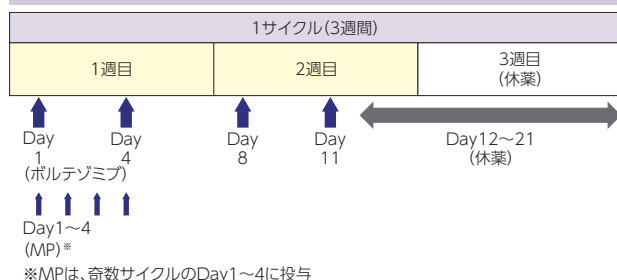 1サイクル(3週間)
1週目
2週目
3週目
(休薬)
Day
1
Day
4
Day
8
Day
11
Day12～21
(休薬)
(ボルテゾミブ)
Day1～4
(MP)※
※MPは、奇数サイクルのDay1～4に投与